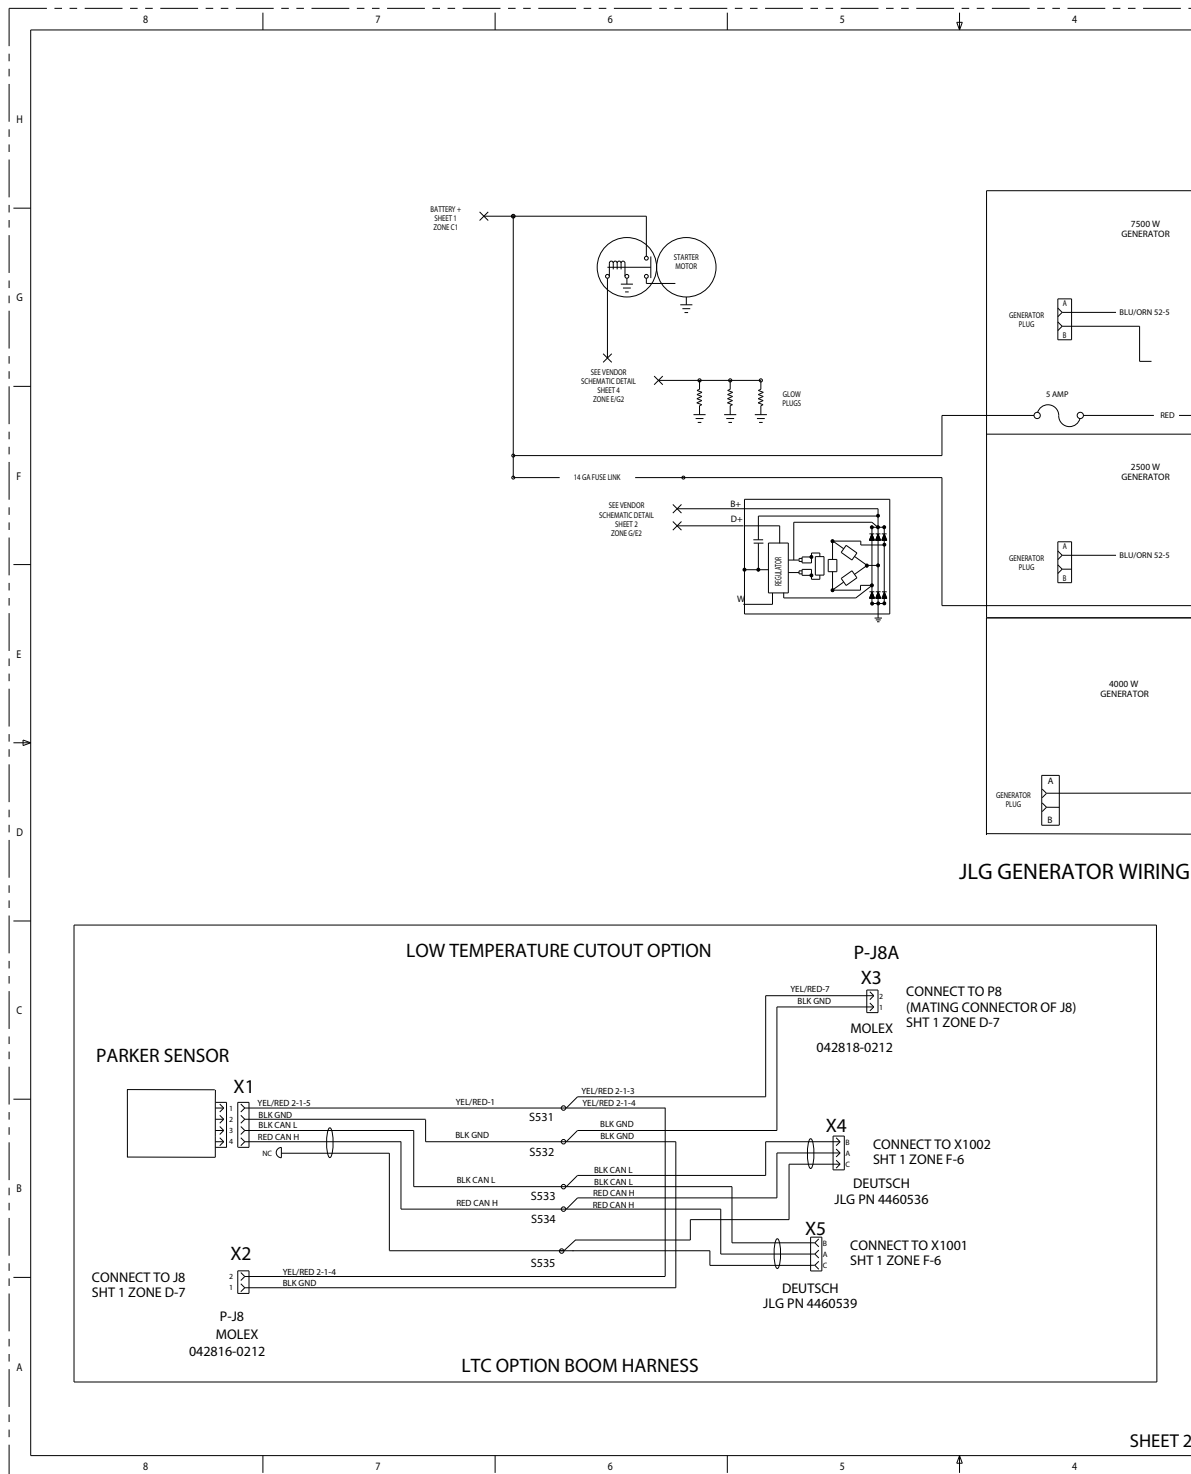 8 7 6 5 4
H
G
F
E
D
C
B
A
BATTERY +
SHEET 1
ZONE C1
STARTER
MOTOR
SEE VENDOR
SCHEMATIC DETAIL
SHEET 4
ZONE E/G2
GLOW
PLUGS
14 GA FUSE LINK
SEE VENDOR
SCHEMATIC DETAIL
SHEET 2
ZONE G/E2
B+
D+
W
REGULATOR
7500 W
GENERATOR
GENERATOR
PLUG
A
B
BLU/ORN 52-5
5 AMP
RED
2500 W
GENERATOR
GENERATOR
PLUG
A
B
BLU/ORN 52-5
4000 W
GENERATOR
GENERATOR
PLUG
A
B
JLG GENERATOR WIRING
LOW TEMPERATURE CUTOUT OPTION
P-J8A
X3
YEL/RED-7 2
BLK GND 1
CONNECT TO P8
(MATING CONNECTOR OF J8)
SHT 1 ZONE D-7
MOLEX
042818-0212
PARKER SENSOR
X1
1 YEL/RED 2-1-5
2 BLK GND
3 BLK CAN L
4 RED CAN H
NC
YEL/RED-1
S531
YEL/RED 2-1-3
YEL/RED 2-1-4
BLK GND
S532
BLK GND
BLK GND
BLK CAN L
S533
BLK CAN L
BLK CAN L
RED CAN H
S534
RED CAN H
RED CAN H
S535
X4
B
A
C
CONNECT TO X1002
SHT 1 ZONE F-6
DEUTSCH
JLG PN 4460536
X5
B
A
C
CONNECT TO X1001
SHT 1 ZONE F-6
DEUTSCH
JLG PN 4460539
X2
CONNECT TO J8
SHT 1 ZONE D-7
2 YEL/RED 2-1-4
1 BLK GND
P-J8
MOLEX
042816-0212
LTC OPTION BOOM HARNESS
SHEET 2
8 7 6 5 4